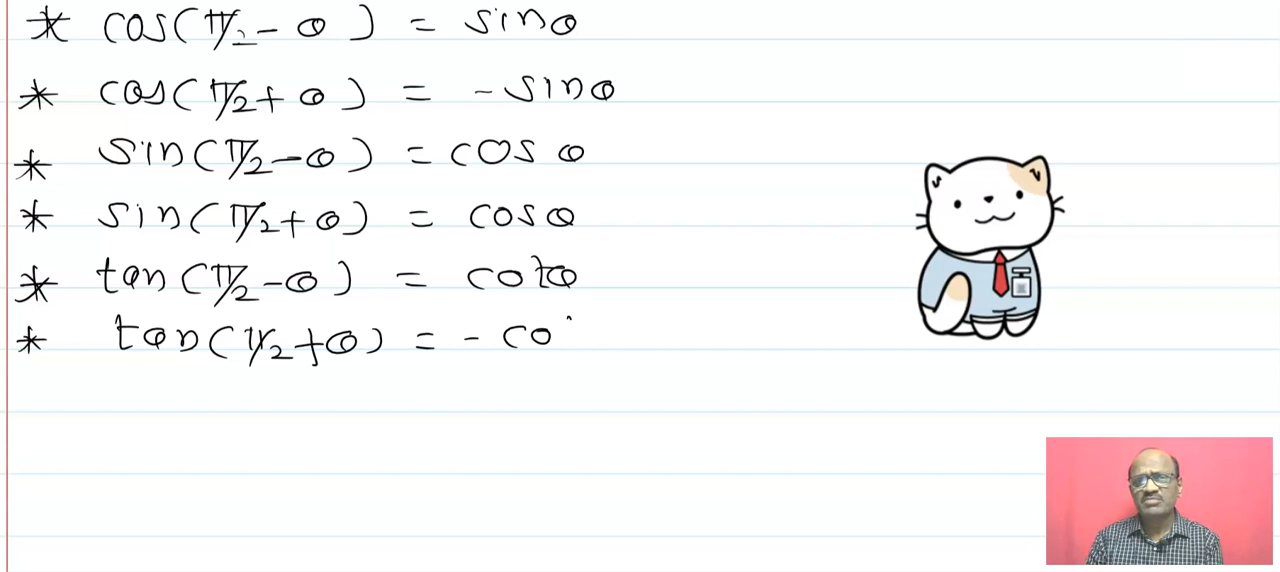 * cos(π/2 - θ) = sinθ
* cos(π/2 + θ) = - sinθ
* sin(π/2 - θ) = cos θ
* sin(π/2 + θ) = cosθ
* tan(π/2 - θ) = cotθ
* tan(π/2 + θ) = - co